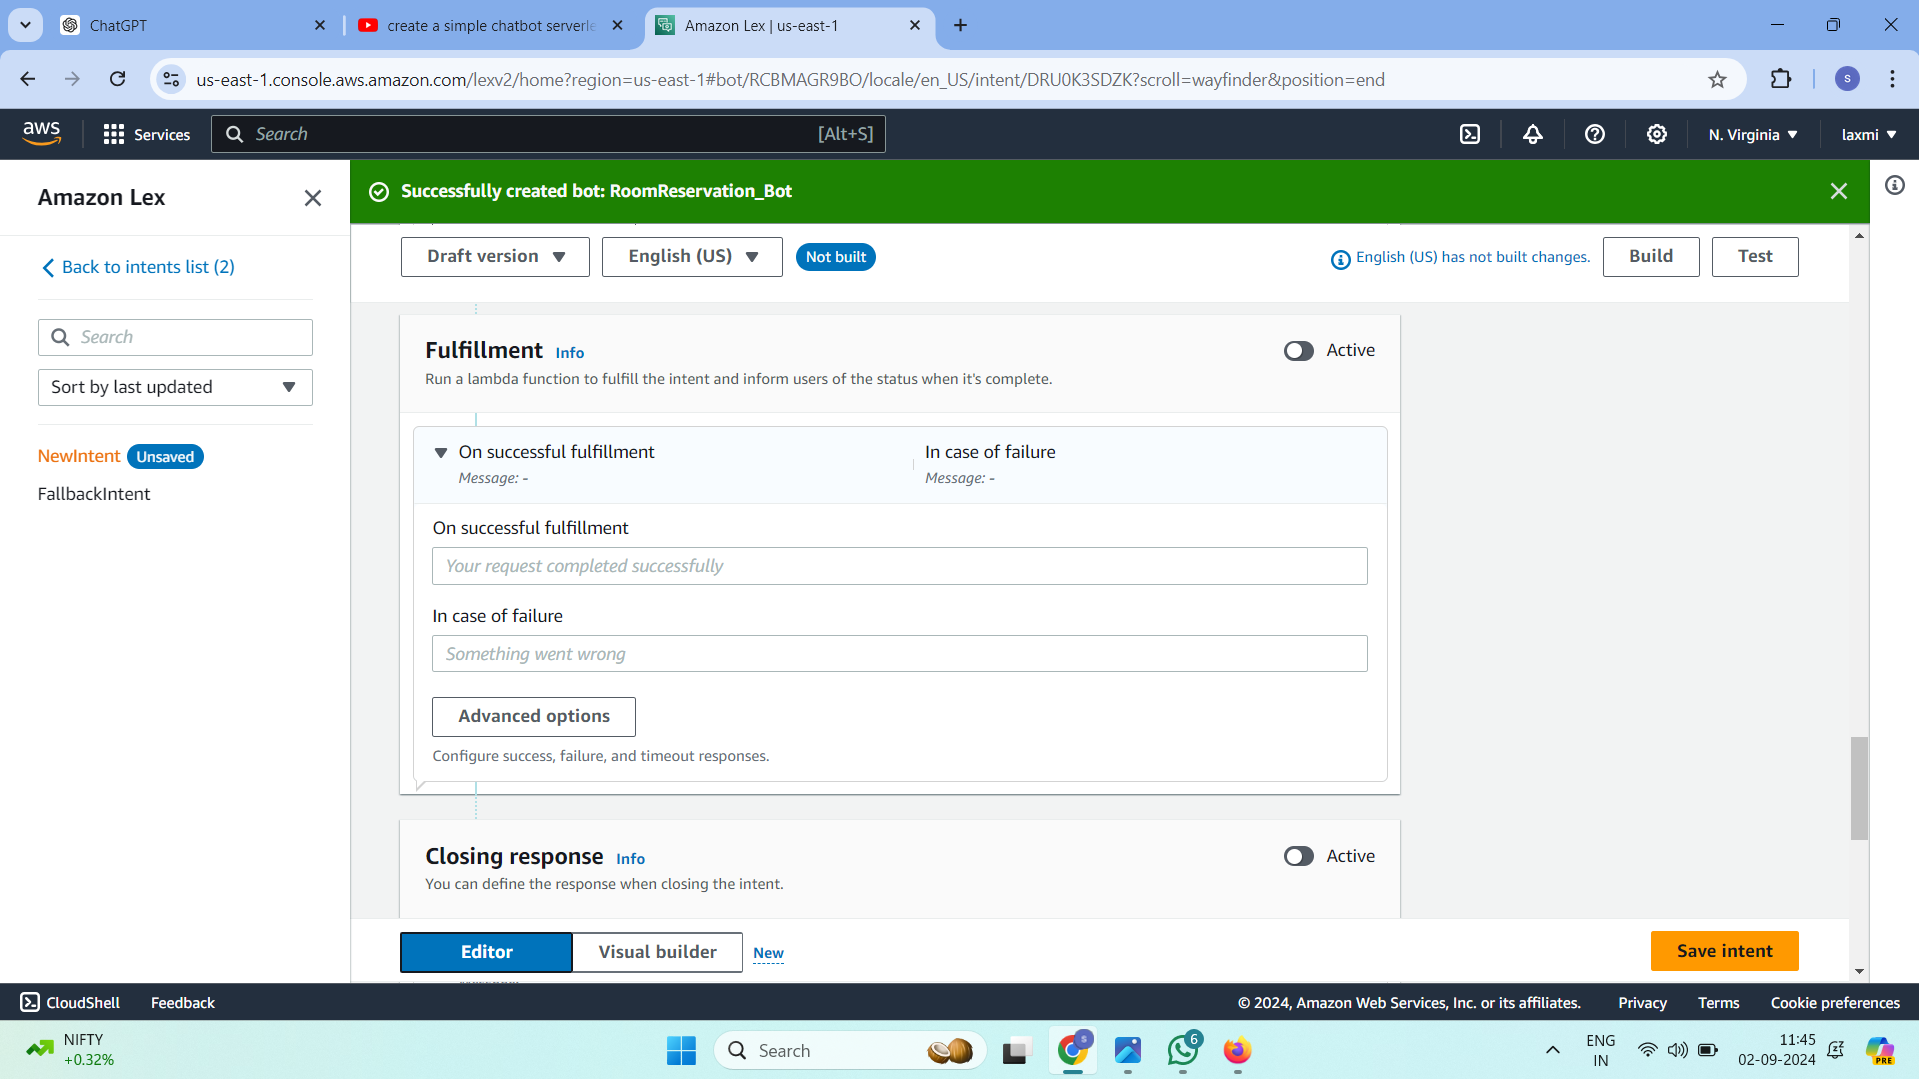 ChatGPT
create a simple chatbot serverle
Amazon Lex | us-east-1
us-east-1.console.aws.amazon.com/lexv2/home?region=us-east-1#bot/RCBMAGR9BO/locale/en_US/intent/DRU0K3SDZK?scroll=wayfinder&position=end
S
aws
Services
Search
[Alt+S]
N. Virginia
laxmi
Amazon Lex
Successfully created bot: RoomReservation_Bot
Back to intents list (2)
Draft version
English (US)
Not built
English (US) has not built changes.
Build
Test
Search
Sort by last updated
NewIntent
Unsaved
FallbackIntent
Fulfillment Info
Active
Run a lambda function to fulfill the intent and inform users of the status when it's complete.
On successful fulfillment
Message: -
In case of failure
Message: -
On successful fulfillment
Your request completed successfully
In case of failure
Something went wrong
Advanced options
Configure success, failure, and timeout responses.
Closing response Info
Active
You can define the response when closing the intent.
Editor
Visual builder
New
Save intent
CloudShell
Feedback
© 2024, Amazon Web Services, Inc. or its affiliates.
Privacy
Terms
Cookie preferences
NIFTY
+0.32%
Search
S
6
ENG
IN
11:45
02-09-2024
PRE